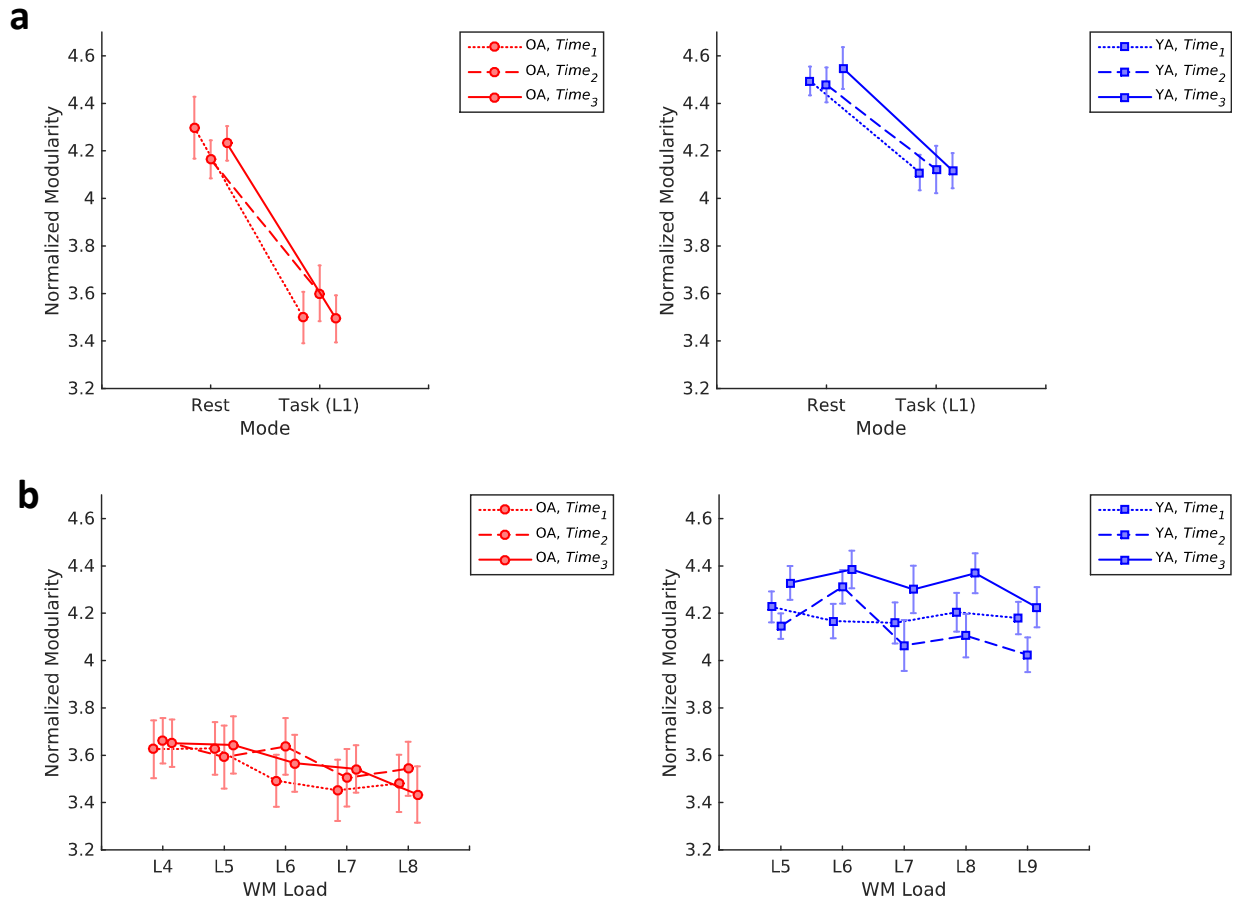 a
4.6
4.4
4.2
4
3.8
3.6
3.4
3.2
Normalized Modularity
Rest
Task (L1)
Mode
OA, Time1
OA, Time2
OA, Time3
4.6
4.4
4.2
4
3.8
3.6
3.4
3.2
Normalized Modularity
Rest
Task (L1)
Mode
YA, Time1
YA, Time2
YA, Time3
b
4.6
4.4
4.2
4
3.8
3.6
3.4
3.2
Normalized Modularity
L4
L5
L6
L7
L8
WM Load
OA, Time1
OA, Time2
OA, Time3
4.6
4.4
4.2
4
3.8
3.6
3.4
3.2
Normalized Modularity
L5
L6
L7
L8
L9
WM Load
YA, Time1
YA, Time2
YA, Time3